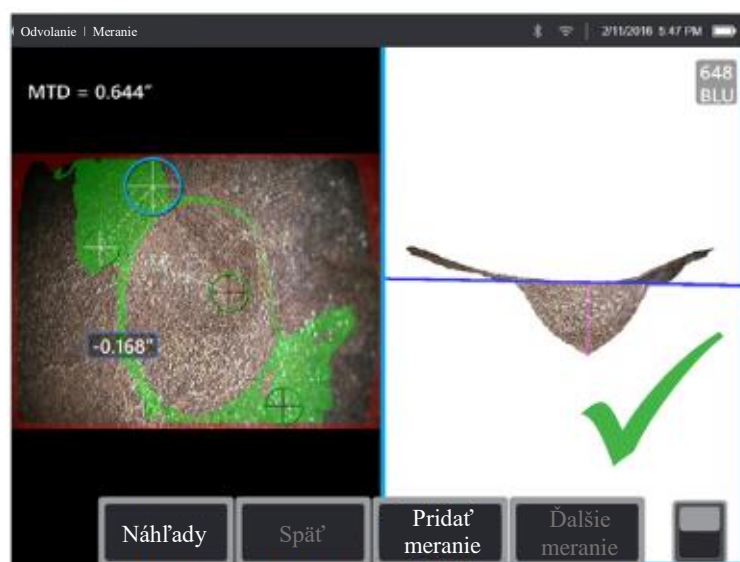 Odvolanie | Meranie
2/11/2016 5:47 PM
MTD = 0.644"
648
BLU
-0.168"
Náhľady
Späť
Pridať
meranie
Ďalšie
meranie